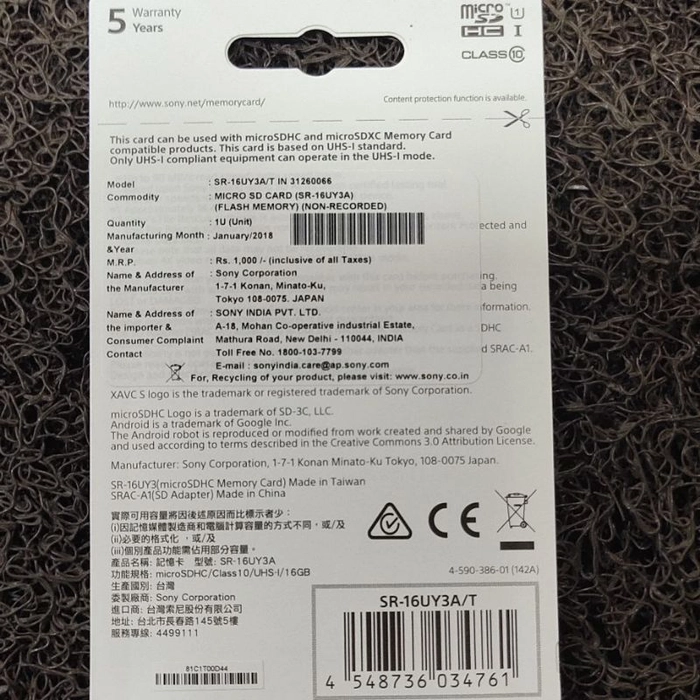 5 Warranty
Years
micro
SD
HC I
CLASS 10
http://www.sony.net/memorycard/
Content protection function is available.
This card can be used with microSDHC and microSDXC Memory Card
compatible products. This card is based on UHS-I standard.
Only UHS-I compliant equipment can operate in the UHS-I mode.
Model : SR-16UY3A/T IN 31260066
Commodity : MICRO SD CARD (SR-16UY3A)
(FLASH MEMORY) (NON-RECORDED)
Quantity : 1U (Unit)
Manufacturing Month : January/2018
&Year
M.R.P. : Rs. 1,000 /- (inclusive of all Taxes)
Name & Address of : Sony Corporation
the Manufacturer 1-7-1 Konan, Minato-Ku,
Tokyo 108-0075. JAPAN
Name & Address of : SONY INDIA PVT. LTD.
the importer & A-18, Mohan Co-operative industrial Estate,
Consumer Complaint Mathura Road, New Delhi - 110044, INDIA
Contact Toll Free No. 1800-103-7799
E-mail : sonyindia.care@ap.sony.com
For, Recycling of your product, please visit: www.sony.co.in
ected and
ing.
a being
formation.
DHC
d SRAC-A1.
XAVC S logo is the trademark or registered trademark of Sony Corporation.
microSDHC Logo is a trademark of SD-3C, LLC.
Android is a trademark of Google Inc.
The Android robot is reproduced or modified from work created and shared by Google
and used according to terms described in the Creative Commons 3.0 Attribution License.
Manufacturer: Sony Corporation, 1-7-1 Konan Minato-Ku Tokyo, 108-0075 Japan.
SR-16UY3(microSDHC Memory Card) Made in Taiwan
SRAC-A1(SD Adapter) Made in China
實際可用容量將因後述原因而比標示者少：
(i)因記憶媒體製造商和電腦計算容量的方式不同，或/及
(ii)必要的格式化，或/及
(iii)個別產品功能需佔用部分容量。
產品名稱: 記憶卡 型號: SR-16UY3A
功能規格: microSDHC/Class10/UHS-I/16GB
生產國別: 台灣
委製廠商: Sony Corporation
進口商: 台灣索尼股份有限公司
地址: 台北市長春路145號5樓
服務專線: 4499111
CE
4-590-386-01 (142A)
SR-16UY3A/T
4 548736 034761
81C1T00D44